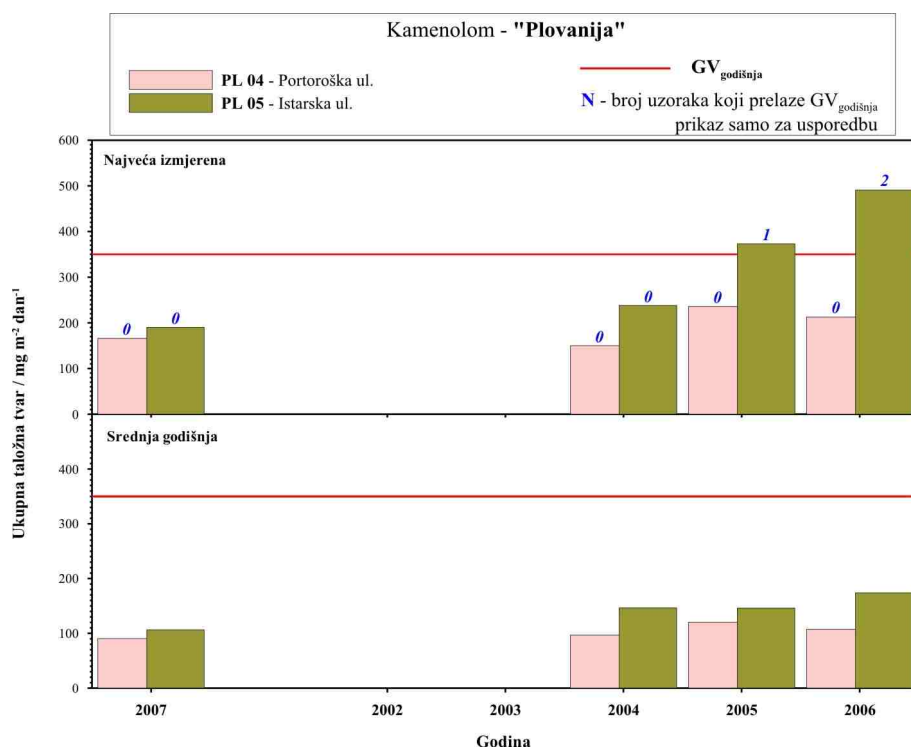 Kamenolom - "Plovanija"
PL 04 - Portoroška ul.
PL 05 - Istarska ul.
GVgodišnja
N - broj uzoraka koji prelaze GVgodišnja
prikaz samo za usporedbu
Ukupna taložna tvar / mg m-2 dan-1
600
500
400
300
200
100
0
Najveća izmjerena
0
0
0
0
0
1
0
2
Srednja godišnja
400
300
200
100
0
2007
2002
2003
2004
2005
2006
Godina